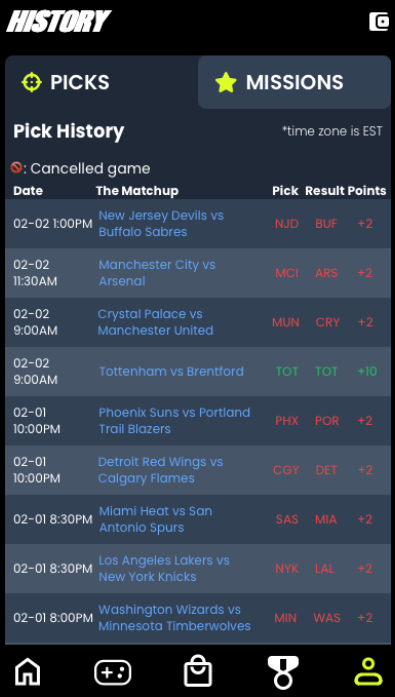 HISTORY
PICKS
MISSIONS
Pick History
*time zone is EST
: Cancelled game
Date The Matchup Pick Result Points
02-02 1:00PM New Jersey Devils vs Buffalo Sabres NJD BUF +2
02-02 11:30AM Manchester City vs Arsenal MCI ARS +2
02-02 9:00AM Crystal Palace vs Manchester United MUN CRY +2
02-02 9:00AM Tottenham vs Brentford TOT TOT +10
02-01 10:00PM Phoenix Suns vs Portland Trail Blazers PHX POR +2
02-01 10:00PM Detroit Red Wings vs Calgary Flames CGY DET +2
02-01 8:30PM Miami Heat vs San Antonio Spurs SAS MIA +2
02-01 8:30PM Los Angeles Lakers vs New York Knicks NYK LAL +2
02-01 8:00PM Washington Wizards vs Minnesota Timberwolves MIN WAS +2